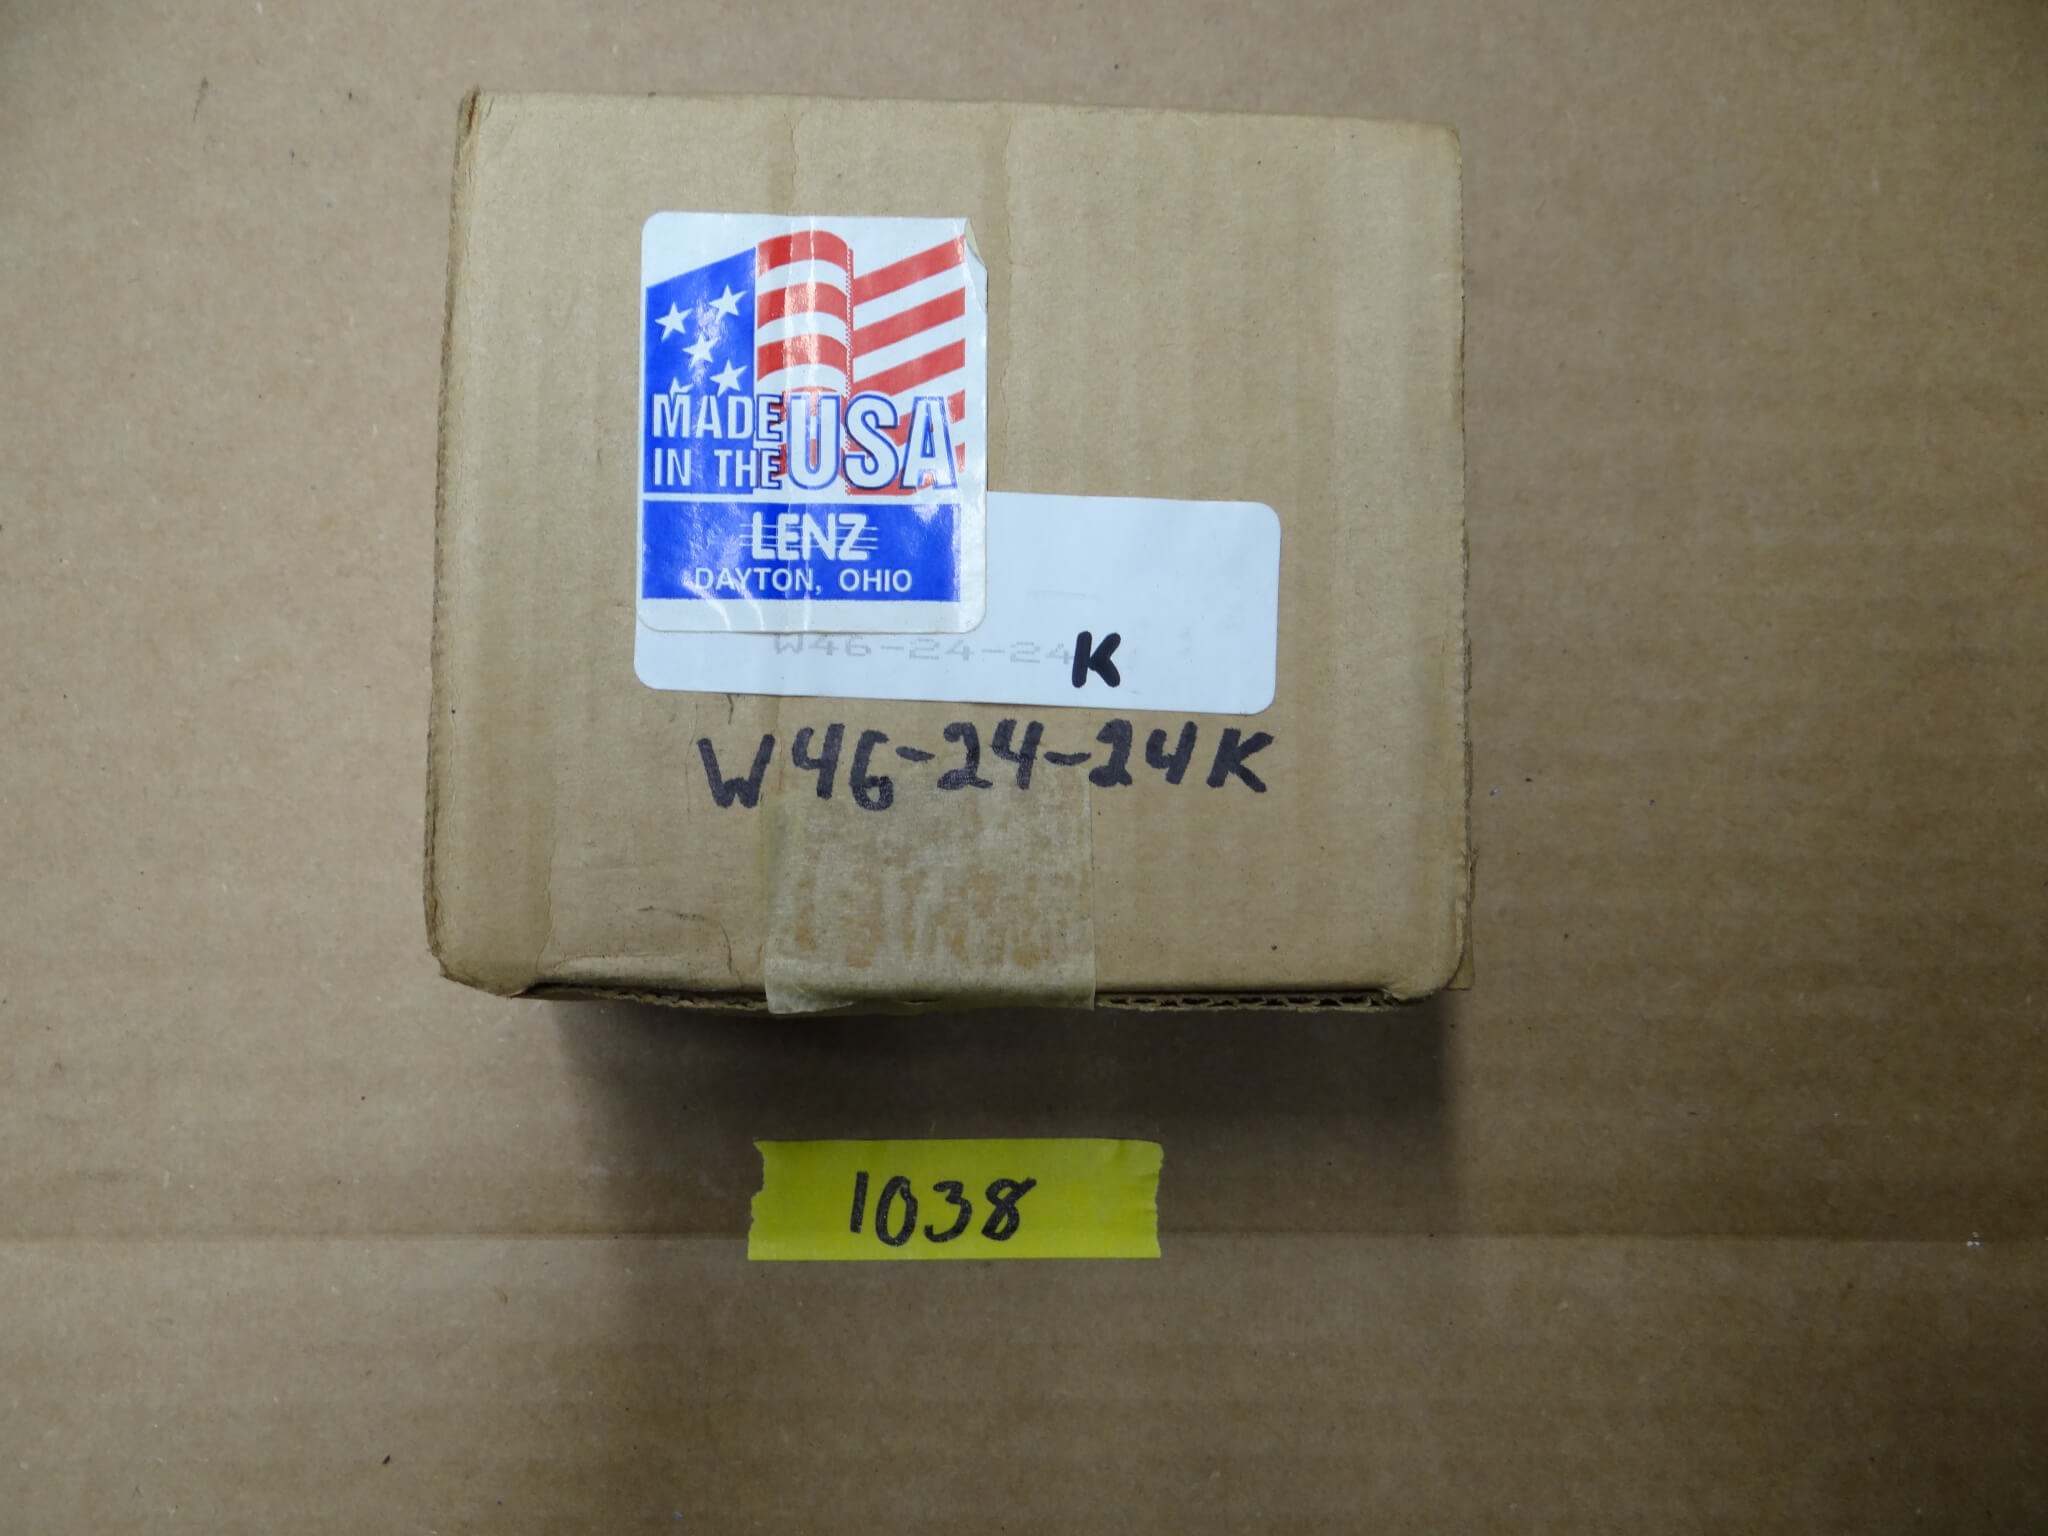 MADE
IN THE USA
LENZ
DAYTON, OHIO
W46-24-24K
W46-24-24K
1038